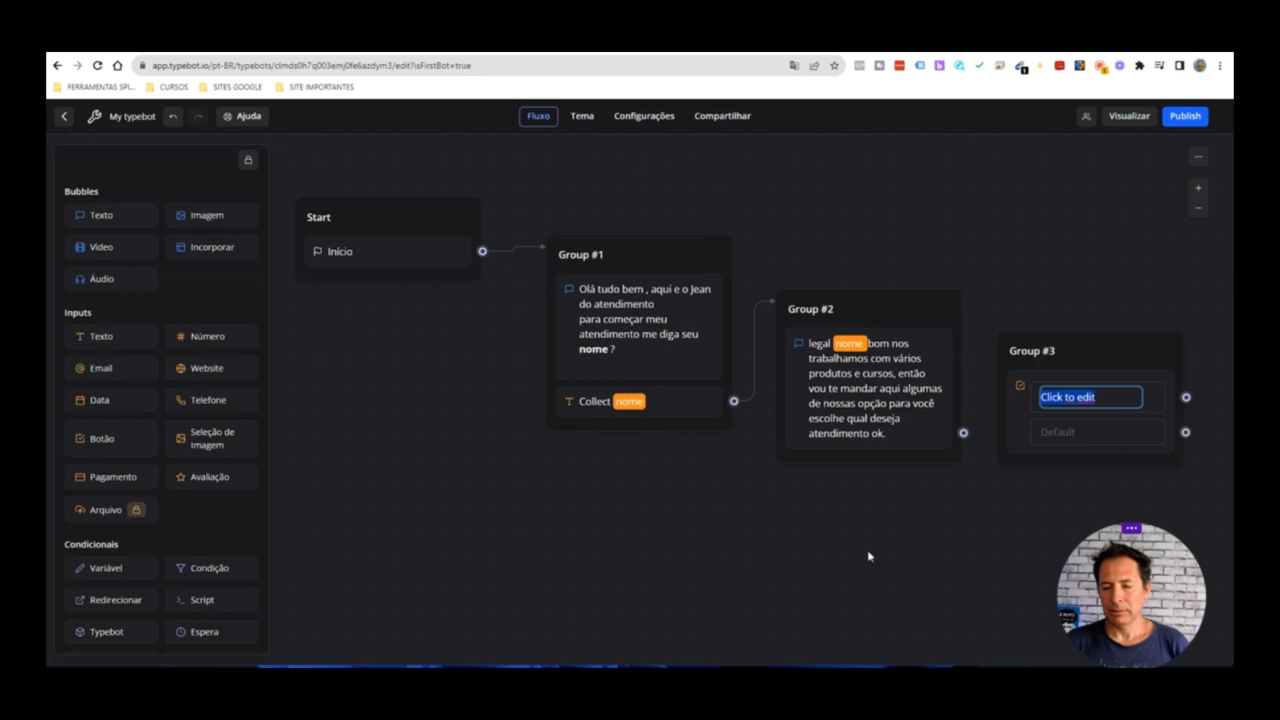 app.typebot.io/pt-BR/typebots/clmds0h7q003emj0fe6azdym3/edit?isFirstBot=true
FERRAMENTAS SPI... CURSOS SITES GOOGLE SITE IMPORTANTES
My typebot Ajuda Fluxo Tema Configurações Compartilhar Visualizar Publish
Bubbles
Texto Imagem
Vídeo Incorporar
Áudio
Inputs
Texto Número
Email Website
Data Telefone
Botão Seleção de
Imagem
Pagamento Avaliação
Arquivo
Condicionais
Variável Condição
Redirecionar Script
Typebot Espera
Start
Início
Group #1
Olá tudo bem , aqui e o Jean
do atendimento
para começar meu
atendimento me diga seu
nome ?
Collect nome
Group #2
legal nome bom nos
trabalhamos com vários
produtos e cursos, então
vou te mandar aqui algumas
de nossas opção para você
escolhe qual deseja
atendimento ok.
Group #3
Click to edit
Default